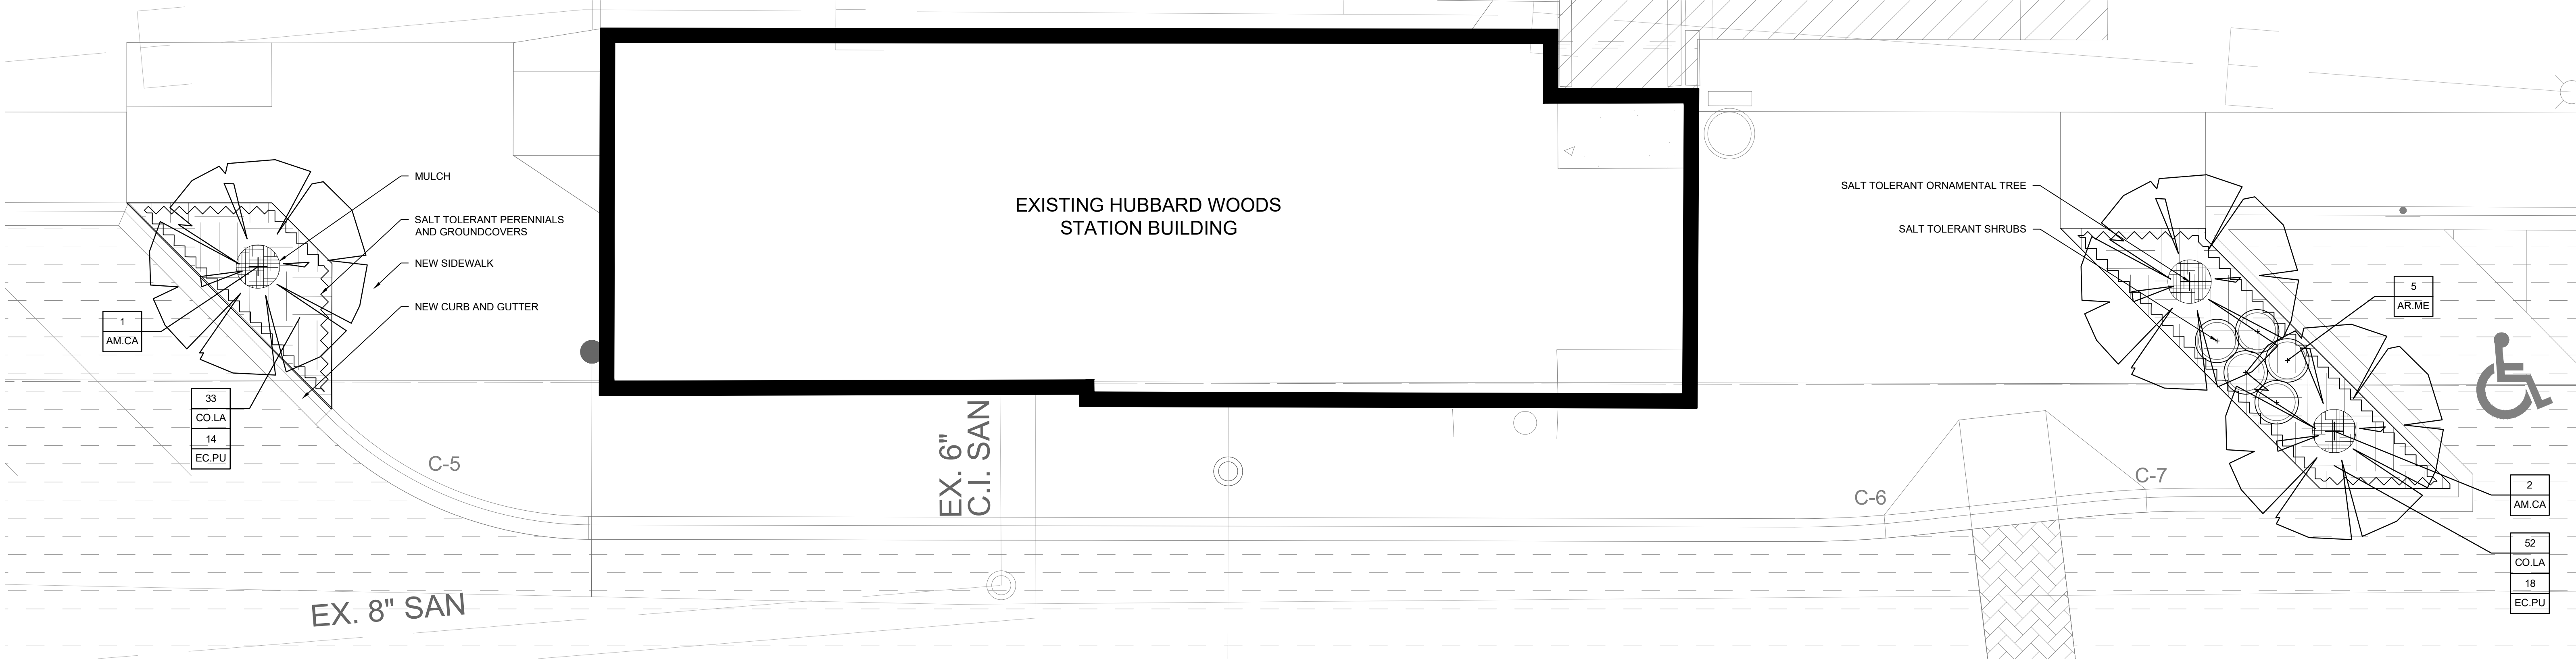 EXISTING HUBBARD WOODS
STATION BUILDING
MULCH
SALT TOLERANT PERENNIALS
AND GROUNDCOVERS
NEW SIDEWALK
NEW CURB AND GUTTER
1
AM.CA
33
CO.LA
14
EC.PU
C-5
EX. 8" SAN
EX. 6"
C.I. SAN
SALT TOLERANT ORNAMENTAL TREE
SALT TOLERANT SHRUBS
5
AR.ME
C-6
C-7
2
AM.CA
52
CO.LA
18
EC.PU